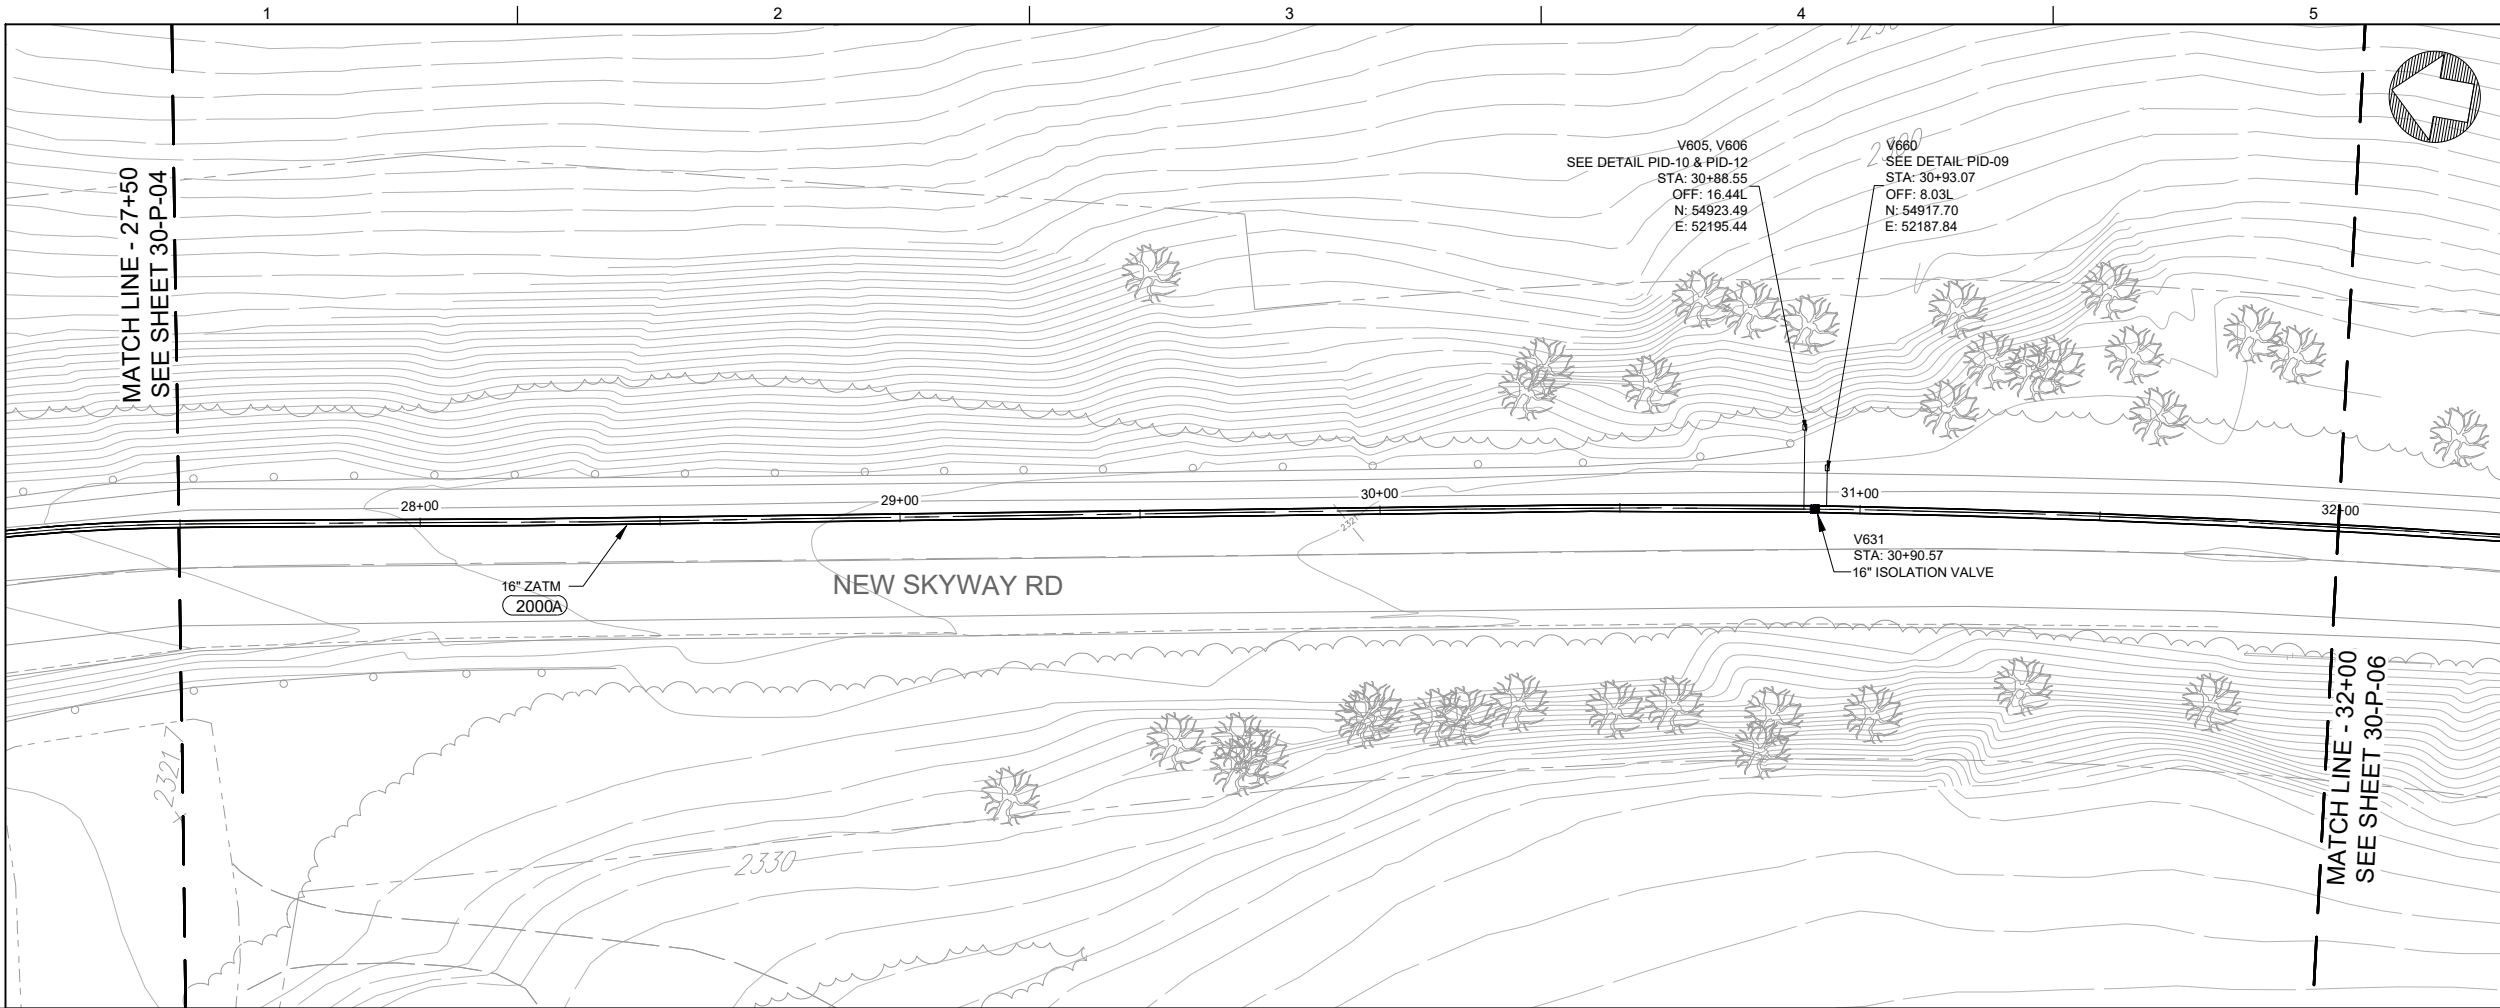 1
2
3
4
5
MATCH LINE - 27+50
SEE SHEET 30-P-04
V605, V606
SEE DETAIL PID-10 & PID-12
STA: 30+88.55
OFF: 16.44L
N: 54923.49
E: 52195.44
V660
SEE DETAIL PID-09
STA: 30+93.07
OFF: 8.03L
N: 54917.70
E: 52187.84
28+00
29+00
30+00
31+00
32+00
2321
V631
STA: 30+90.57
16" ISOLATION VALVE
16" ZATM
2000A
NEW SKYWAY RD
2321
2330
MATCH LINE - 32+00
SEE SHEET 30-P-06